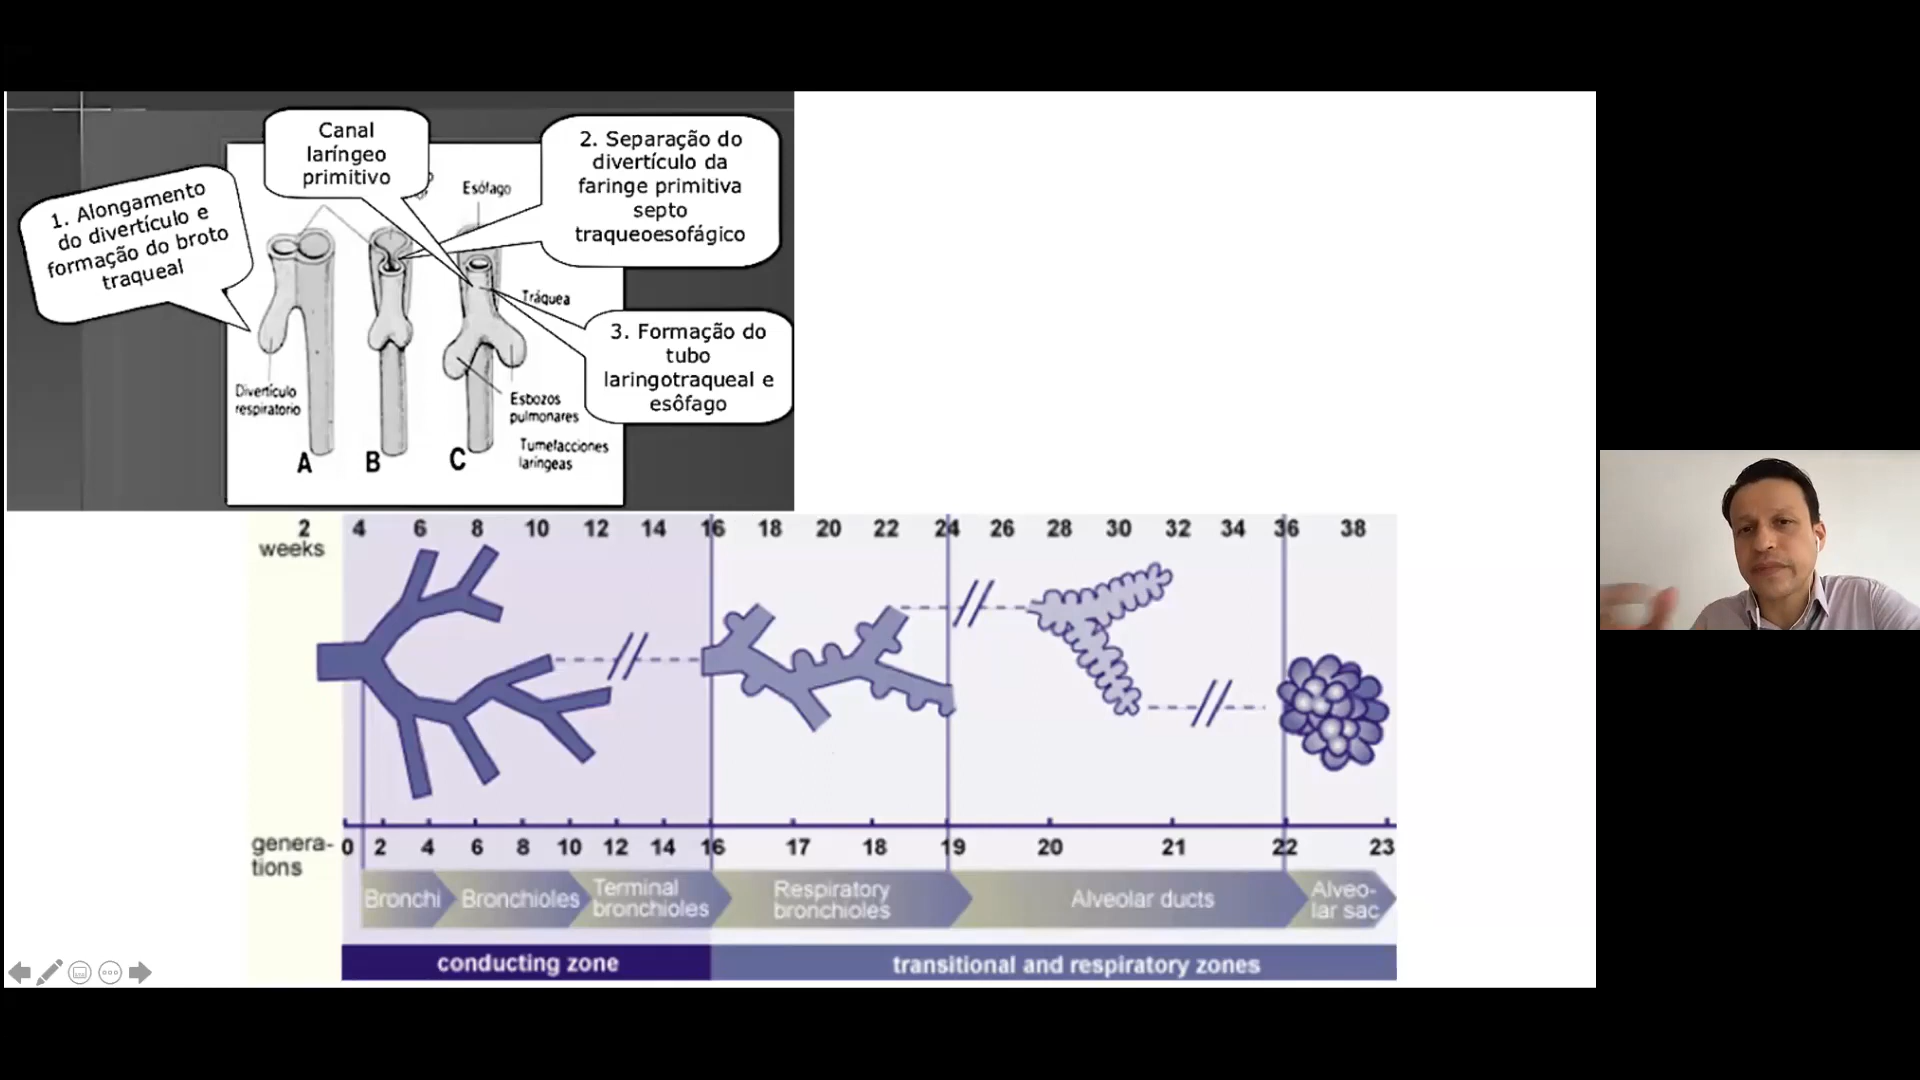 1. Alongamento
do divertículo e
formação do broto
traqueal
Canal
laríngeo
primitivo
2. Separação do
divertículo da
faringe primitiva
septo
traqueoesofágico
Esófago
Tráquea
3. Formação do
tubo
laringotraqueal e
esôfago
Divertículo
respiratorio
Esbozos
pulmonares
Tumefacciones
laríngeas
A B C
2 4 6 8 10 12 14 16 18 20 22 24 26 28 30 32 34 36 38
weeks
genera- 0 2 4 6 8 10 12 14 16 17 18 19 20 21 22 23
tions
Bronchi
Bronchioles
Terminal
bronchioles
Respiratory
bronchioles
Alveolar ducts
Alveo-
lar sac
conducting zone
transitional and respiratory zones